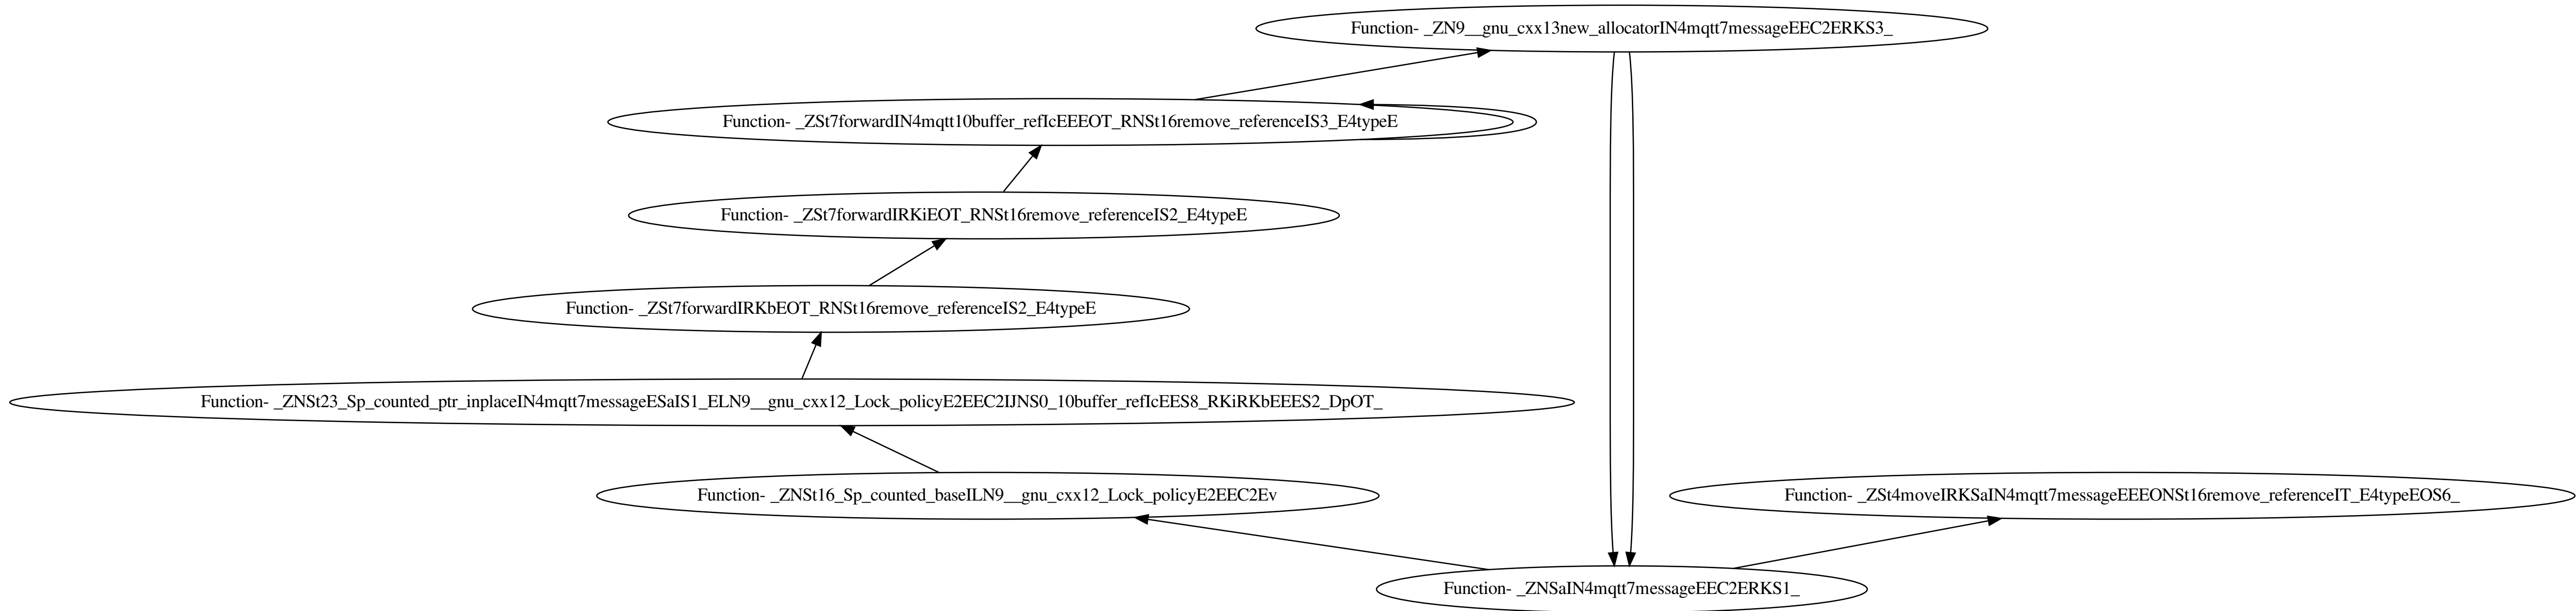 Function- _ZN9__gnu_cxx13new_allocatorIN4mqtt7messageEEC2ERKS3_
Function- _ZSt7forwardIN4mqtt10buffer_refIcEEEOT_RNSt16remove_referenceIS3_E4typeE
Function- _ZSt7forwardIRKiEOT_RNSt16remove_referenceIS2_E4typeE
Function- _ZSt7forwardIRKbEOT_RNSt16remove_referenceIS2_E4typeE
Function- _ZNSt23_Sp_counted_ptr_inplaceIN4mqtt7messageESaIS1_ELN9__gnu_cxx12_Lock_policyE2EEC2IJNS0_10buffer_refIcEES8_RKiRKbEEES2_DpOT_
Function- _ZNSt16_Sp_counted_baseILN9__gnu_cxx12_Lock_policyE2EEC2Ev
Function- _ZSt4moveIRKSaIN4mqtt7messageEEEONSt16remove_referenceIT_E4typeEOS6_
Function- _ZNSaIN4mqtt7messageEEC2ERKS1_